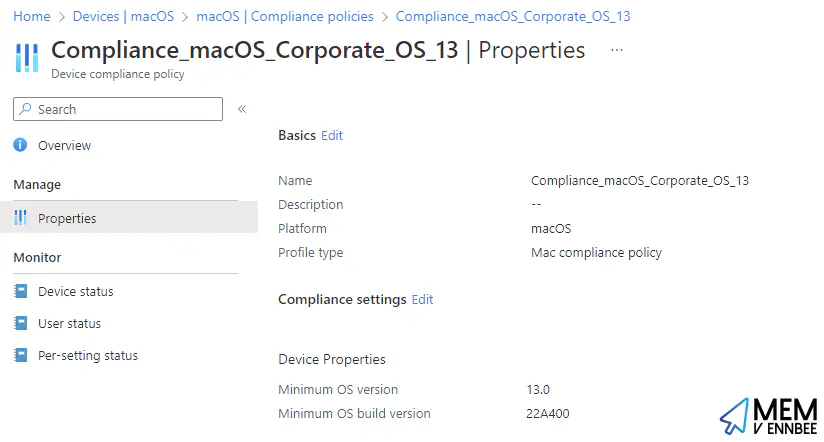 Home > Devices | macOS > macOS | Compliance policies > Compliance_macOS_Corporate_OS_13
Compliance_macOS_Corporate_OS_13 | Properties ...
Device compliance policy
Search «
Overview
Manage
Properties
Monitor
Device status
User status
Per-setting status
Basics Edit
Name Compliance_macOS_Corporate_OS_13
Description --
Platform macOS
Profile type Mac compliance policy
Compliance settings Edit
Device Properties
Minimum OS version 13.0
Minimum OS build version 22A400
MEM
V ENNBEE